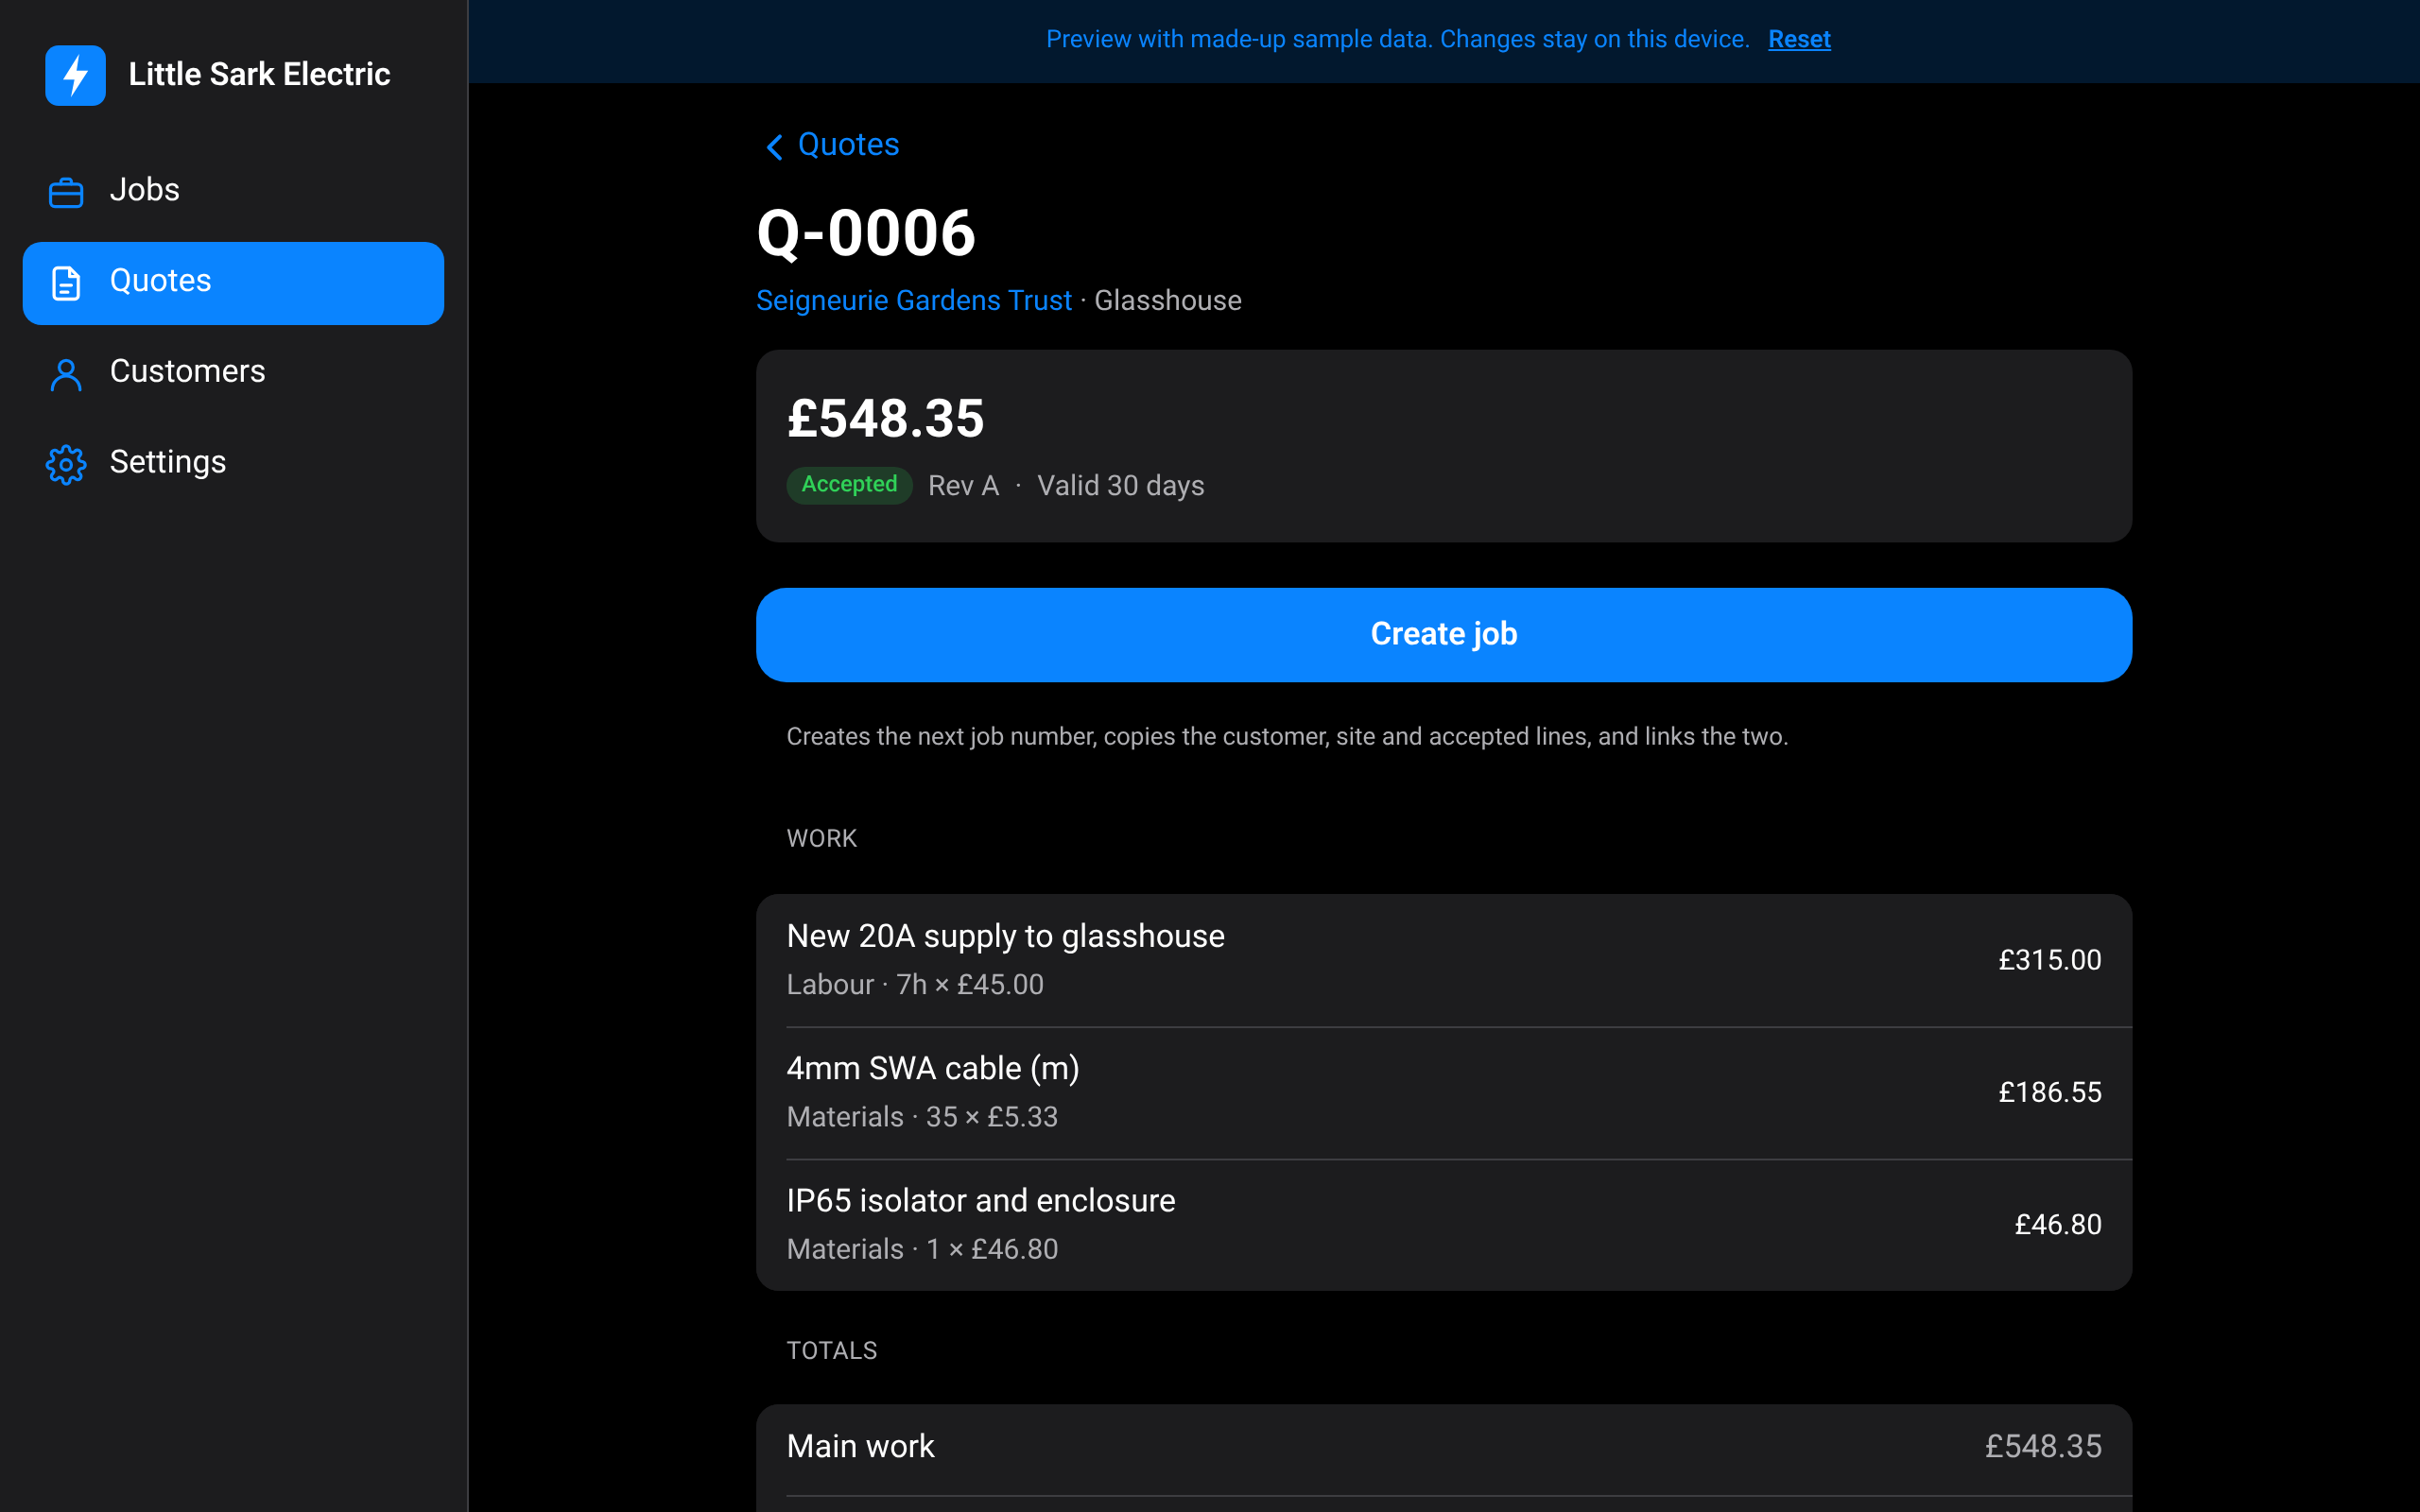 Little Sark Electric
Jobs
Quotes
Customers
Settings
Preview with made-up sample data. Changes stay on this device. Reset
Quotes
Q-0006
Seigneurie Gardens Trust · Glasshouse
£548.35
Accepted Rev A · Valid 30 days
Create job
Creates the next job number, copies the customer, site and accepted lines, and links the two.
WORK
New 20A supply to glasshouse
£315.00
Labour · 7h × £45.00
4mm SWA cable (m)
£186.55
Materials · 35 × £5.33
IP65 isolator and enclosure
£46.80
Materials · 1 × £46.80
TOTALS
Main work £548.35